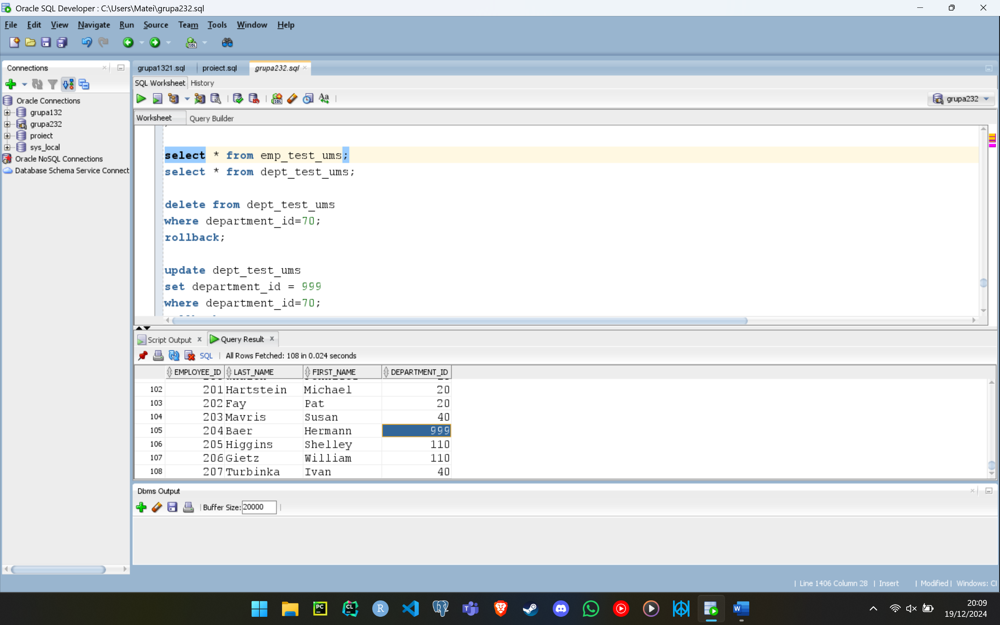 Oracle SQL Developer : C:\Users\Matei\grupa232.sql
File Edit View Navigate Run Source Team Tools Window Help
Connections
grupa1321.sql proiect.sql grupa232.sql
SQL Worksheet History
grupa232
Worksheet Query Builder
Oracle Connections
grupa132
grupa232
proiect
sys_local
Oracle NoSQL Connections
Database Schema Service Connect
select * from emp_test_ums;
select * from dept_test_ums;
delete from dept_test_ums
where department_id=70;
rollback;
update dept_test_ums
set department_id = 999
where department_id=70;
Script Output Query Result
SQL | All Rows Fetched: 108 in 0.024 seconds
EMPLOYEE_ID LAST_NAME FIRST_NAME DEPARTMENT_ID
102 201 Hartstein Michael 20
103 202 Fay Pat 20
104 203 Mavris Susan 40
105 204 Baer Hermann 999
106 205 Higgins Shelley 110
107 206 Gietz William 110
108 207 Turbinka Ivan 40
Dbms Output
Buffer Size: 20000
| Line 1406 Column 28 | Insert | Modified | Windows: Cl
20:09
19/12/2024